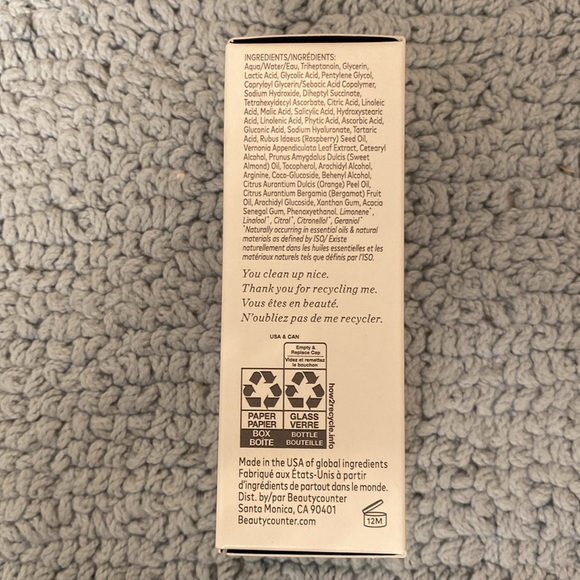 INGREDIENTS/INGRÉDIENTS:
Aqua/Water/Eau, Triheptanoin, Glycerin,
Lactic Acid, Glycolic Acid, Pentylene Glycol,
Capryloyl Glycerin/Sebacic Acid Copolymer,
Sodium Hydroxide, Diheptyl Succinate,
Tetrahexyldecyl Ascorbate, Citric Acid, Linoleic
Acid, Malic Acid, Salicylic Acid, Hydroxystearic
Acid, Linolenic Acid, Phytic Acid, Ascorbic Acid,
Gluconic Acid, Sodium Hyaluronate, Tartaric
Acid, Rubus Idaeus (Raspberry) Seed Oil,
Vernonia Appendiculata Leaf Extract, Cetearyl
Alcohol, Prunus Amygdalus Dulcis (Sweet
Almond) Oil, Tocopherol, Arachidyl Alcohol,
Arginine, Coco-Glucoside, Behenyl Alcohol,
Citrus Aurantium Dulcis (Orange) Peel Oil,
Citrus Aurantium Bergamia (Bergamot) Fruit
Oil, Arachidyl Glucoside, Xanthan Gum, Acacia
Senegal Gum, Phenoxyethanol, Limonene*,
Linalool*, Citral*, Citronellol*, Geraniol*
*Naturally occurring in essential oils & natural
materials as defined by ISO/ Existe
naturellement dans les huiles essentielles et les
matériaux naturels tels que définis par l'ISO.
You clean up nice.
Thank you for recycling me.
Vous êtes en beauté.
N'oubliez pas de me recycler.
USA & CAN
Empty &
Replace Cap
Videz et remettez
le bouchon
PAPER
PAPIER
BOX
BOÎTE
GLASS
VERRE
BOTTLE
BOUTEILLE
how2recycle.info
Made in the USA of global ingredients
Fabriqué aux États-Unis à partir
d'ingrédients de partout dans le monde.
Dist. by/par Beautycounter
Santa Monica, CA 90401
Beautycounter.com
12M